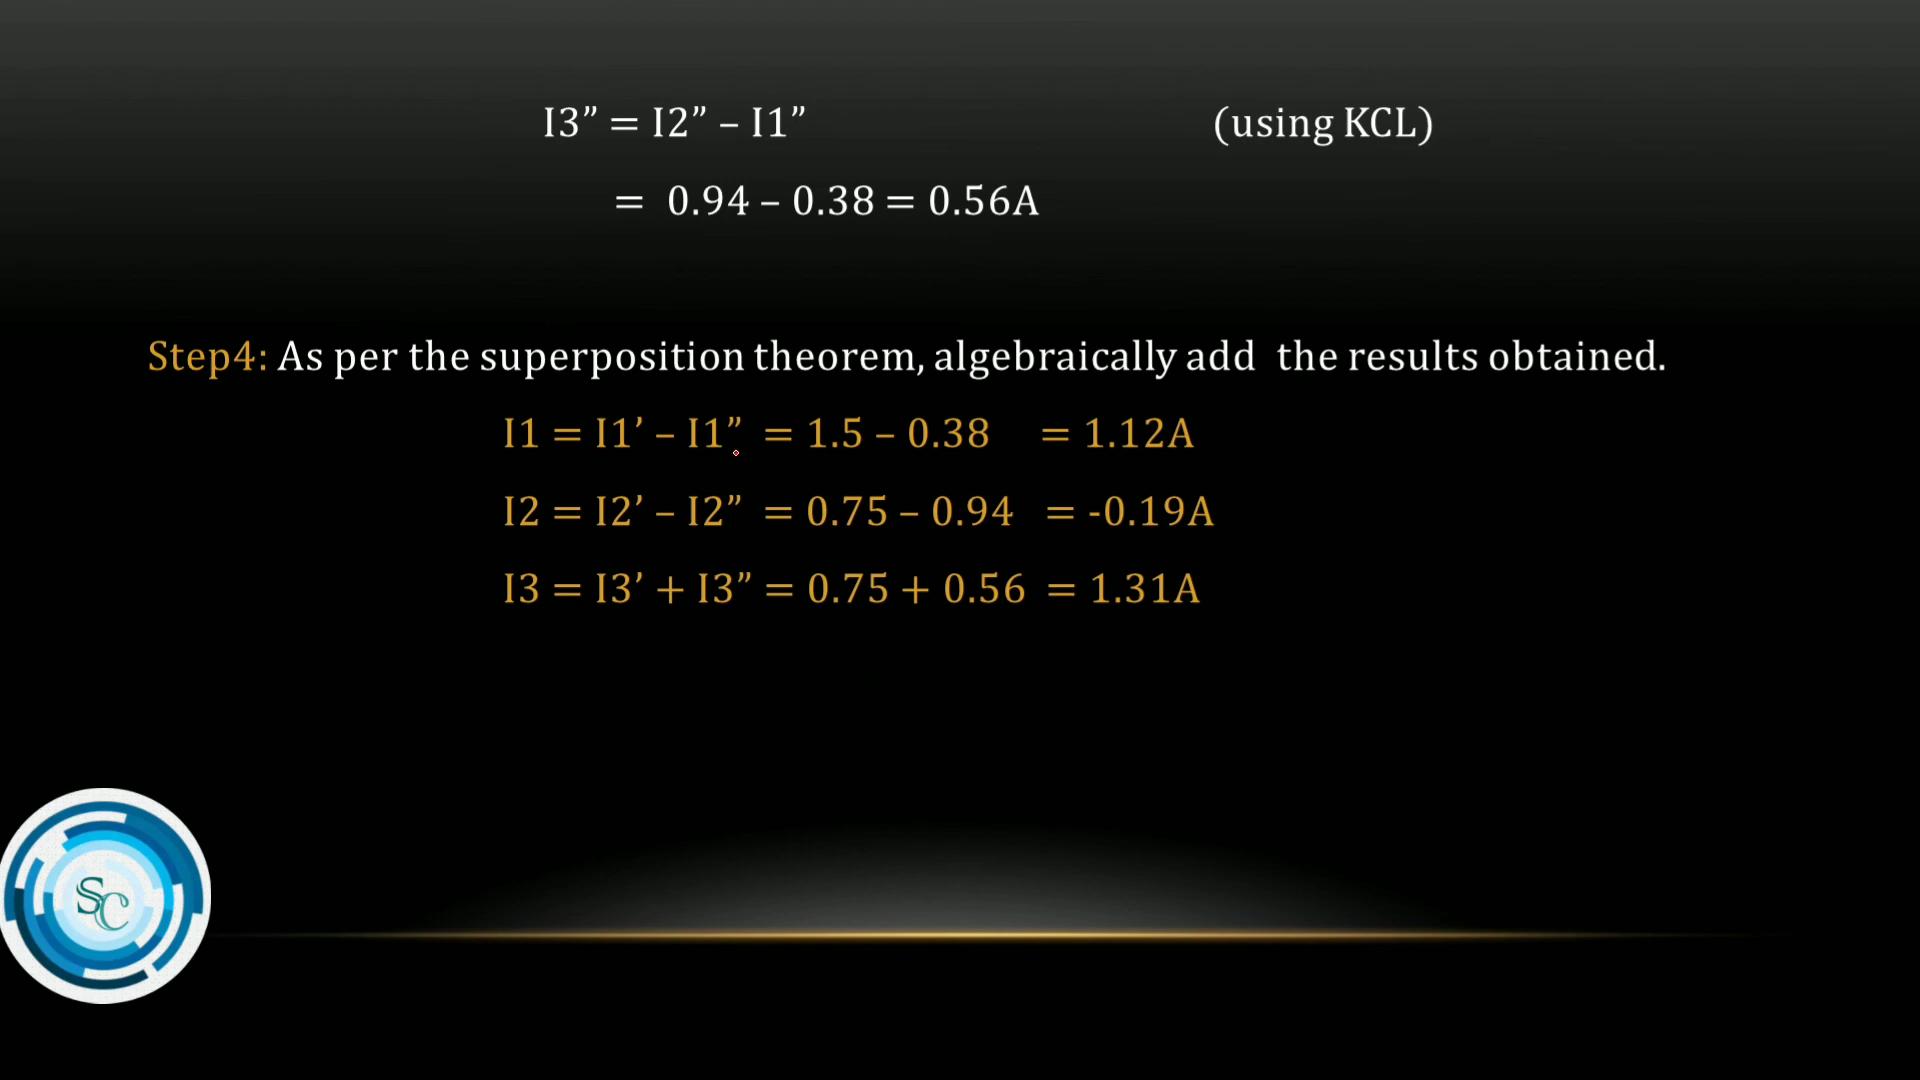 I3” = I2” – I1” (using KCL)
= 0.94 – 0.38 = 0.56A
Step4: As per the superposition theorem, algebraically add the results obtained.
I1 = I1’ – I1” = 1.5 – 0.38 = 1.12A
I2 = I2’ – I2” = 0.75 – 0.94 = -0.19A
I3 = I3’ + I3” = 0.75 + 0.56 = 1.31A
SC